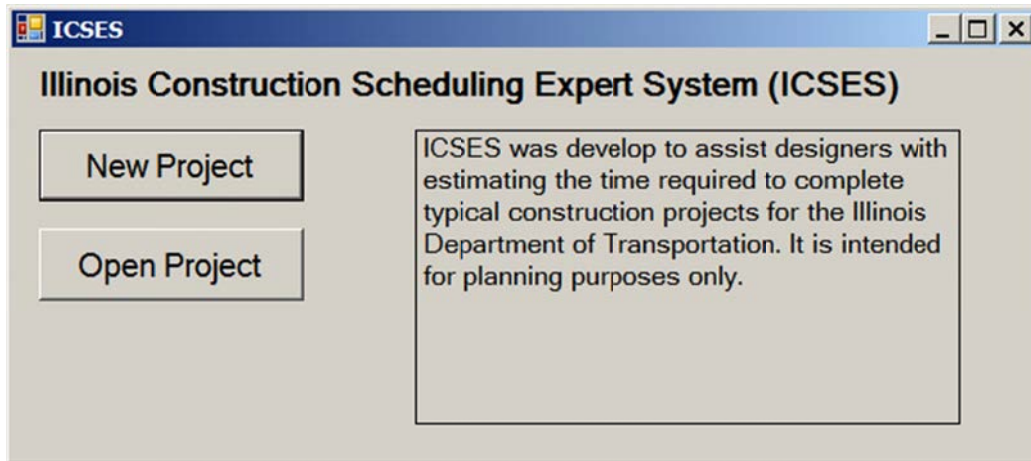 ICSES
Illinois Construction Scheduling Expert System (ICSES)
New Project
Open Project
ICSES was develop to assist designers with
estimating the time required to complete
typical construction projects for the Illinois
Department of Transportation. It is intended
for planning purposes only.